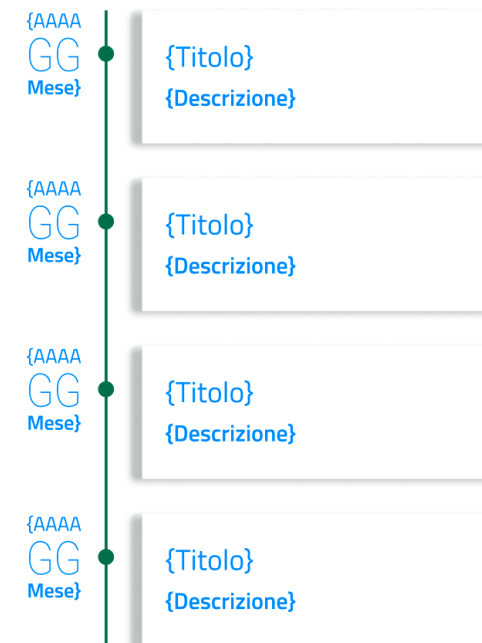 {AAAA
GG
Mese}
{Titolo}
{Descrizione}
{AAAA
GG
Mese}
{Titolo}
{Descrizione}
{AAAA
GG
Mese}
{Titolo}
{Descrizione}
{AAAA
GG
Mese}
{Titolo}
{Descrizione}